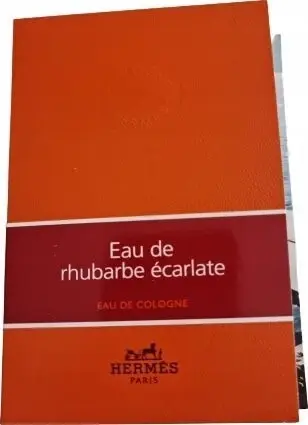 Eau de
rhubarbe écarlate
EAU DE COLOGNE
HERMÈS
PARIS